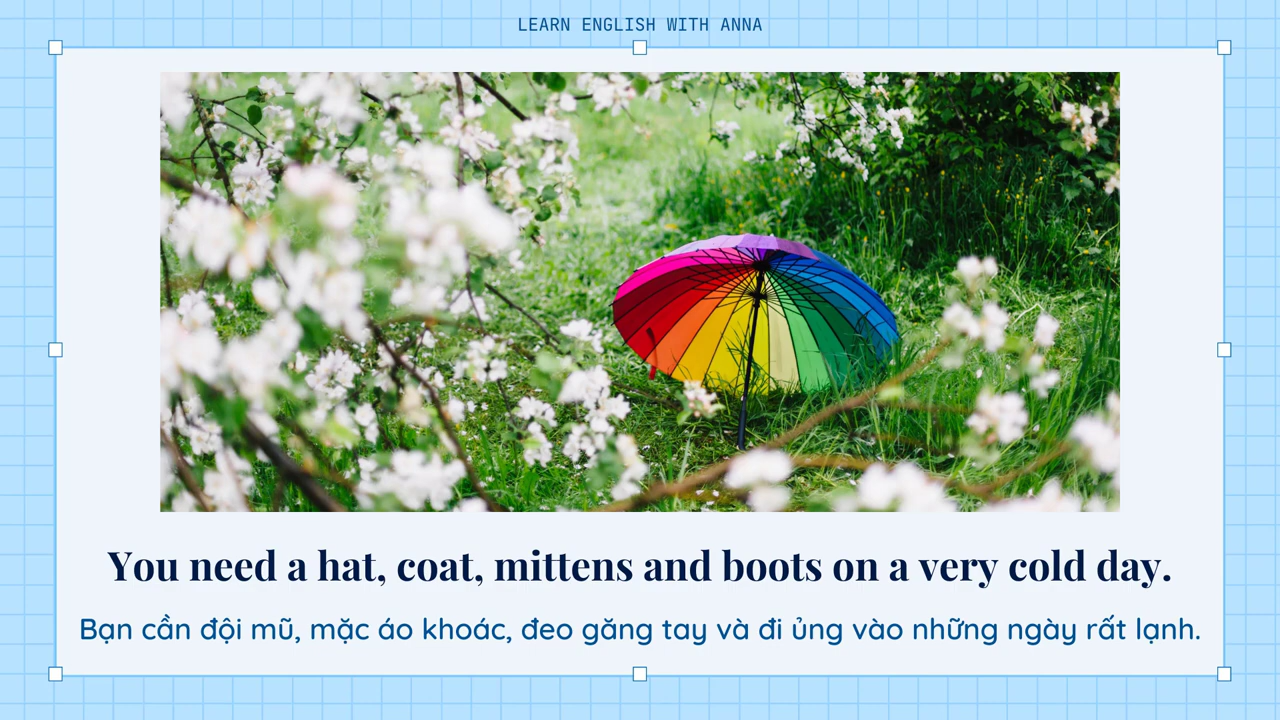 LEARN ENGLISH WITH ANNA
You need a hat, coat, mittens and boots on a very cold day.
Bạn cần đội mũ, mặc áo khoác, đeo găng tay và đi ủng vào những ngày rất lạnh.